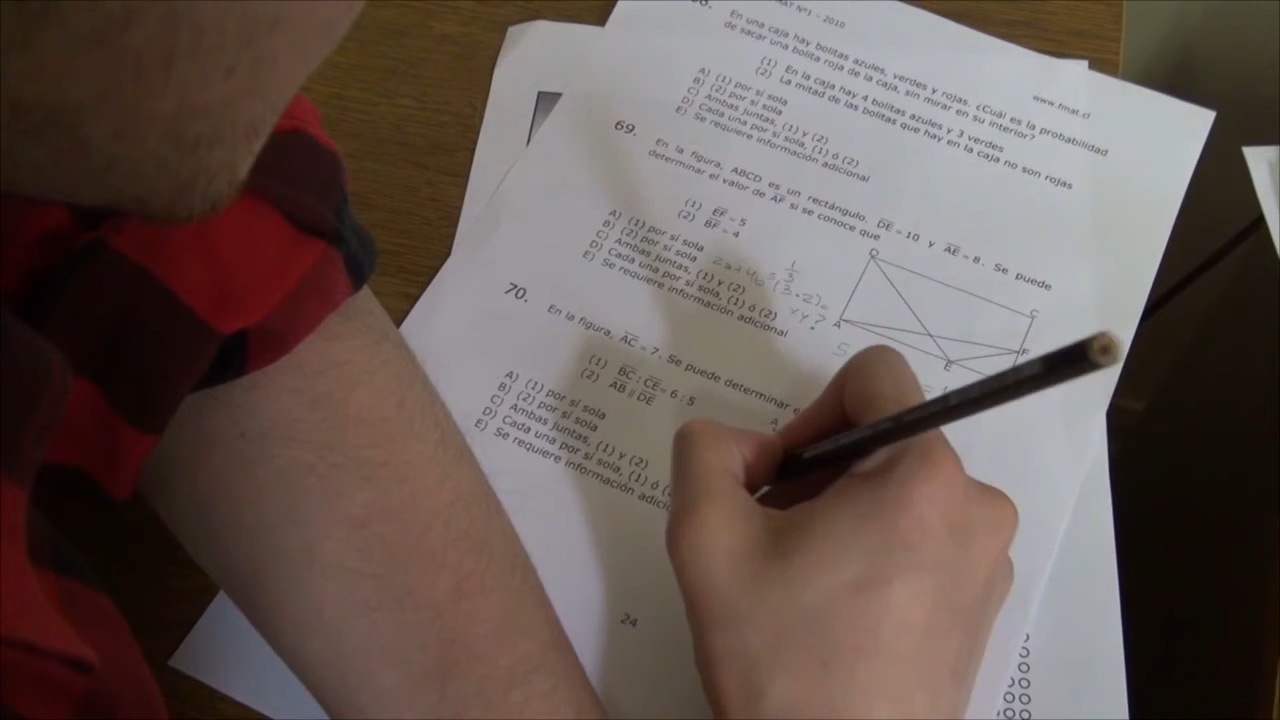 MAT Nº1 – 2010
www.fmat.cl
En una caja hay bolitas azules, verdes y rojas. ¿Cuál es la probabilidad
de sacar una bolita roja de la caja, sin mirar en su interior?
(1) En la caja hay 4 bolitas azules y 3 verdes
(2) La mitad de las bolitas que hay en la caja no son rojas
A) (1) por sí sola
B) (2) por sí sola
C) Ambas juntas, (1) y (2)
D) Cada una por sí sola, (1) ó (2)
E) Se requiere información adicional
69. En la figura, ABCD es un rectángulo. DE = 10 y AE = 8. Se puede
determinar el valor de AF si se conoce que
(1) EF = 5
(2) BF = 4
A) (1) por sí sola
B) (2) por sí sola
C) Ambas juntas, (1) y (2)
D) Cada una por sí sola, (1) ó (2)
E) Se requiere información adicional
1/3
(3·2)=
xy?
5
D
C
A
F
E
70. En la figura, AC = 7. Se puede determinar
(1) BC : CE = 6 : 5
(2) AB // DE
A
A) (1) por sí sola
B) (2) por sí sola
C) Ambas juntas, (1) y (2)
D) Cada una por sí sola, (1) ó
E) Se requiere información
24